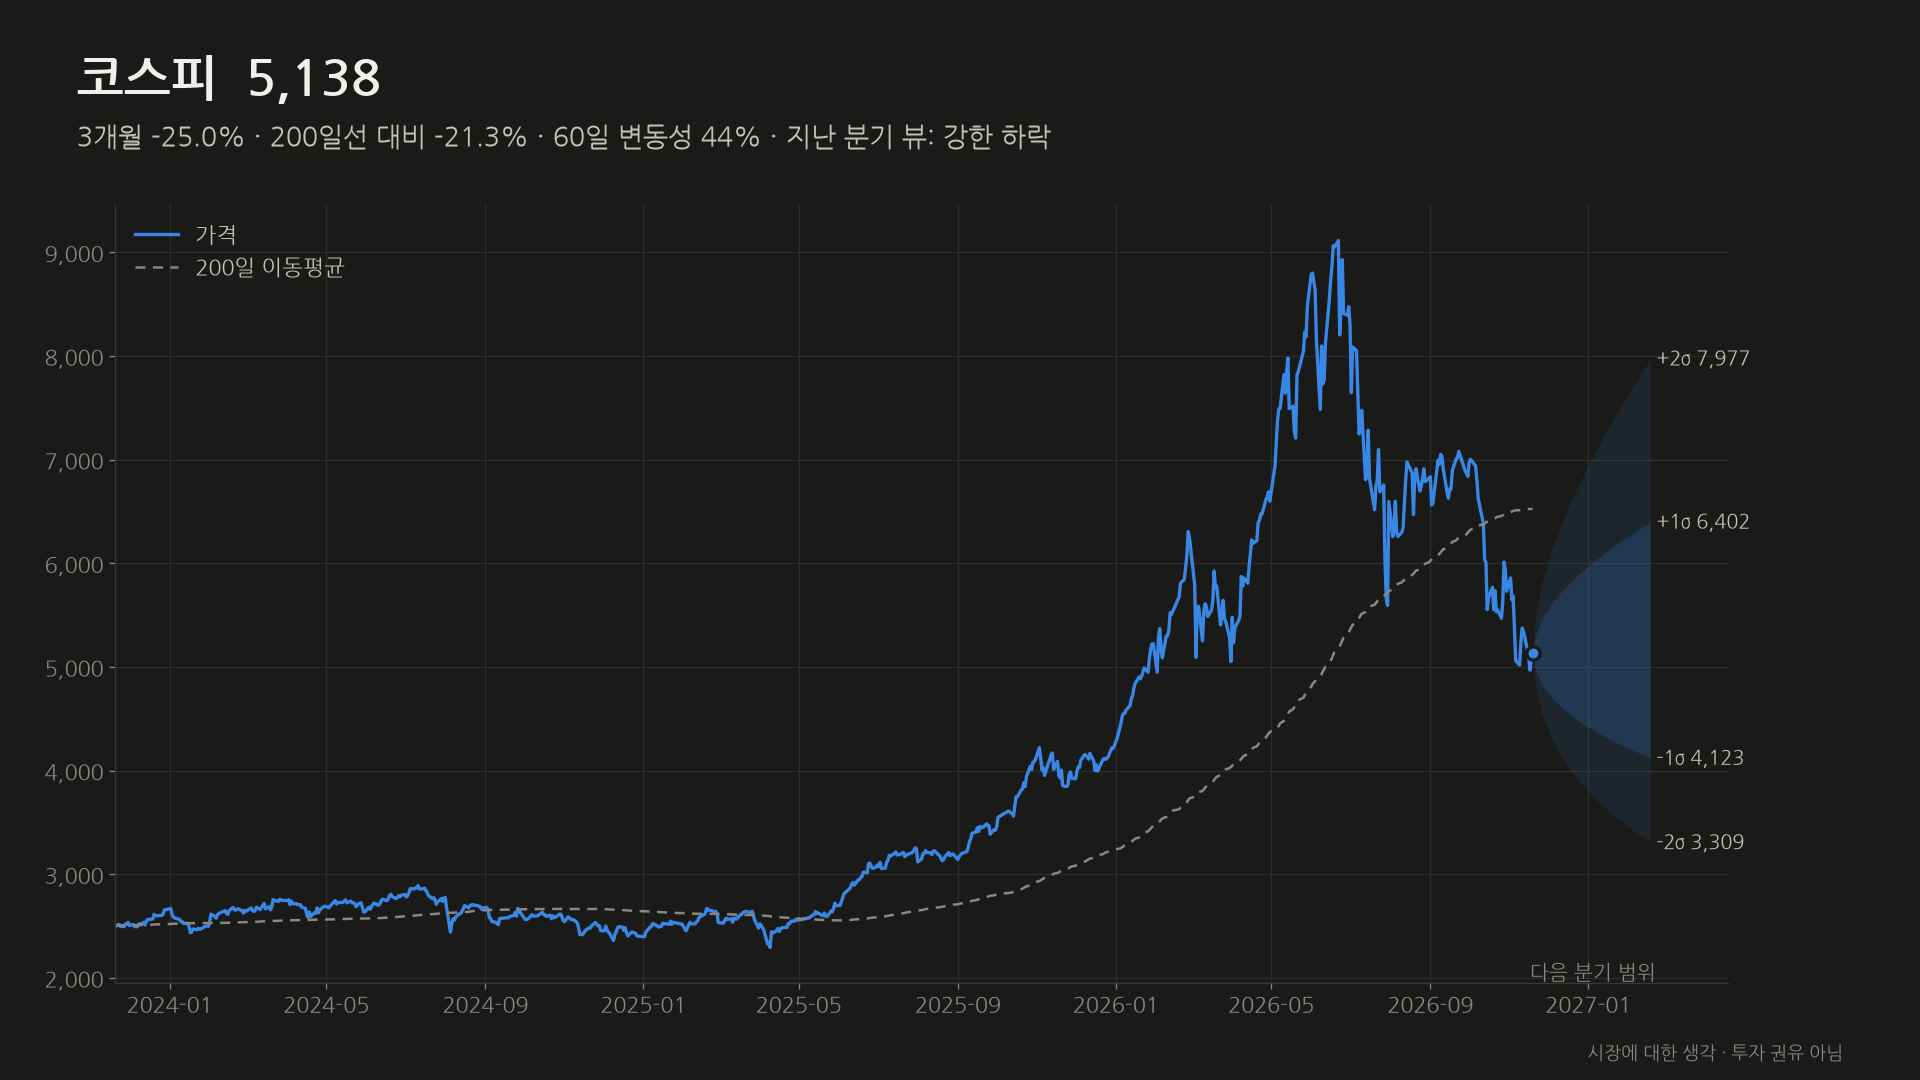 코스피 5,138
3개월 -25.0% · 200일선 대비 -21.3% · 60일 변동성 44% · 지난 분기 뷰: 강한 하락
가격
200일 이동평균
9,000
8,000
7,000
6,000
5,000
4,000
3,000
2,000
+2σ 7,977
+1σ 6,402
-1σ 4,123
-2σ 3,309
다음 분기 범위
2024-01
2024-05
2024-09
2025-01
2025-05
2025-09
2026-01
2026-05
2026-09
2027-01
시장에 대한 생각 · 투자 권유 아님